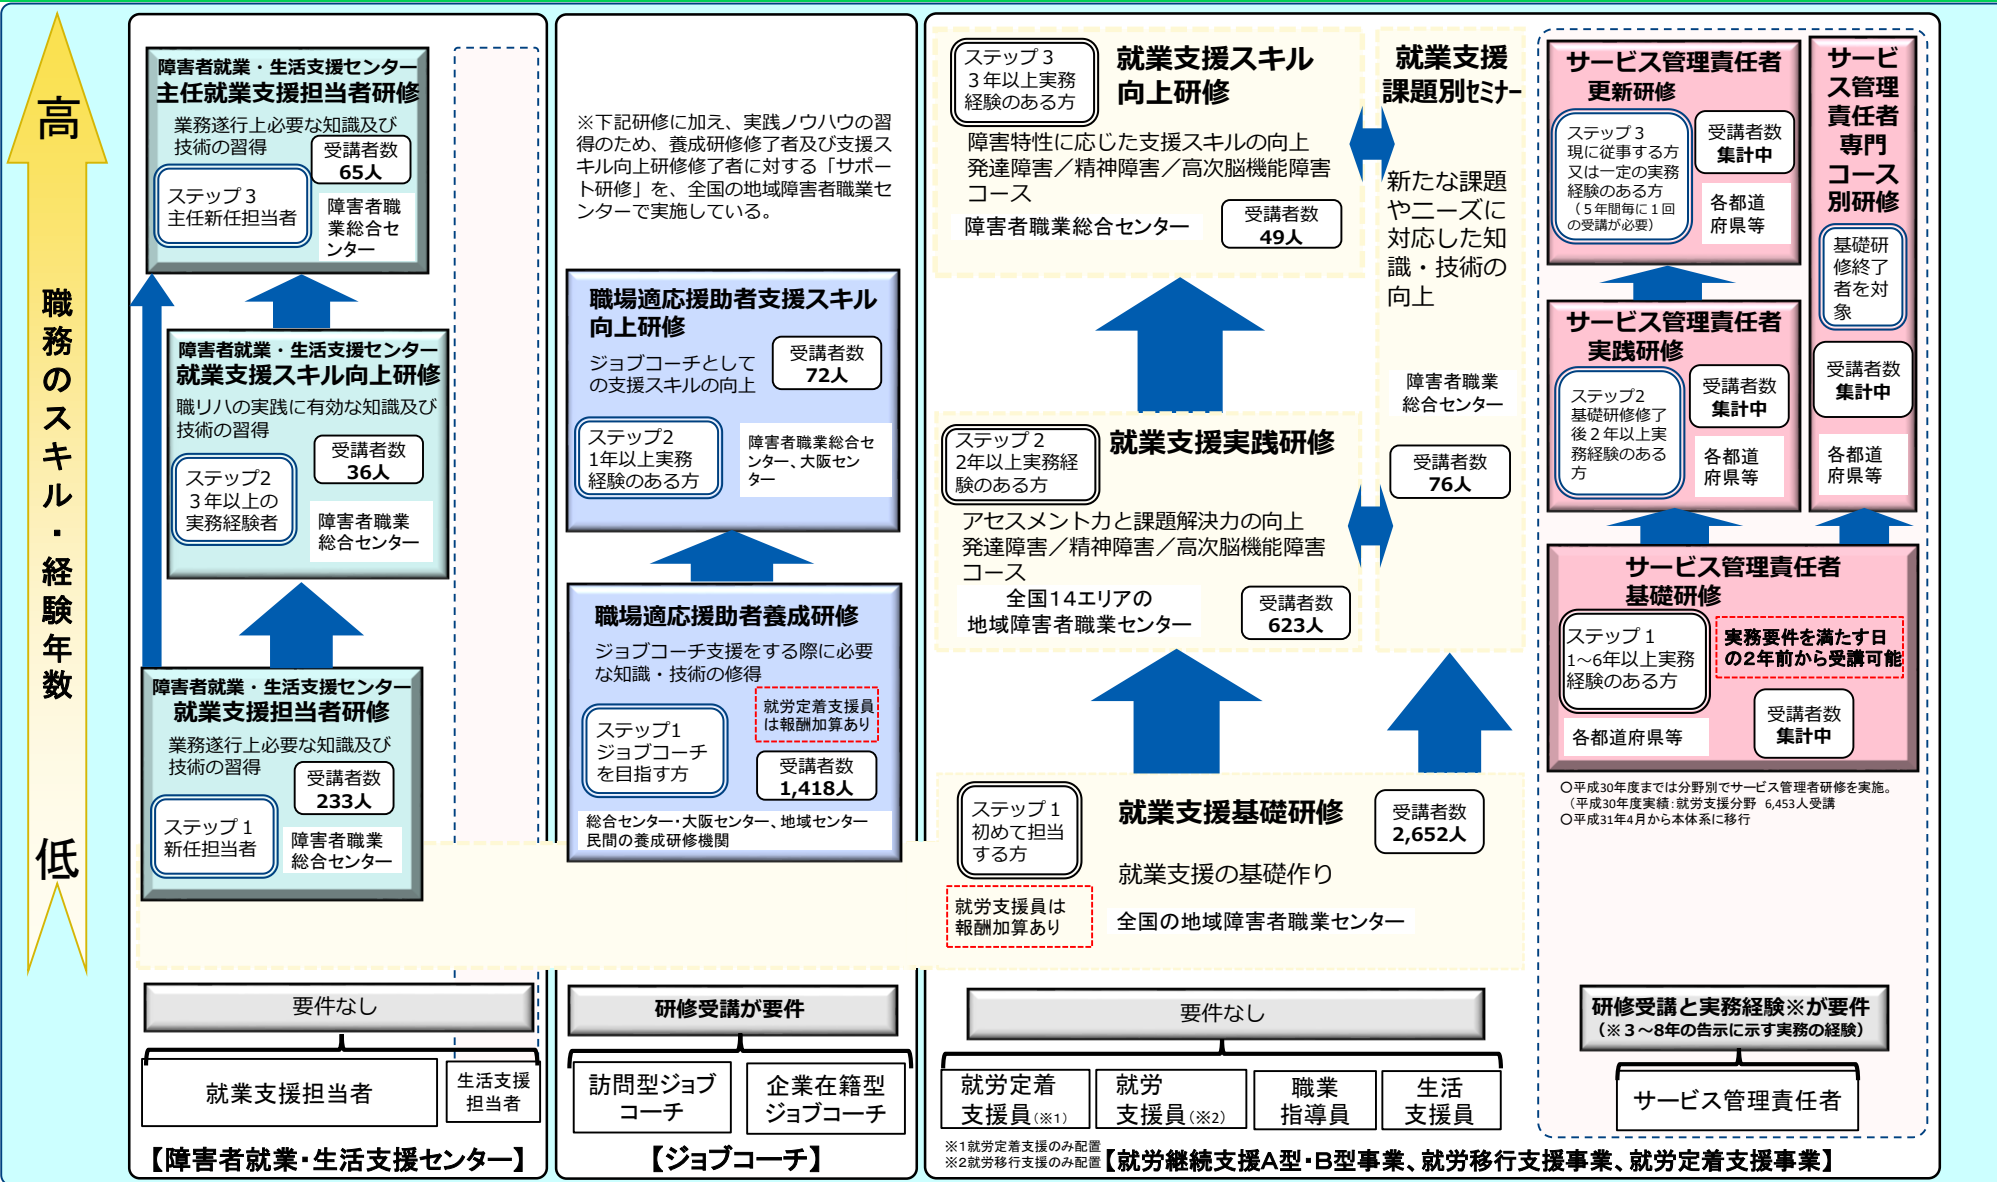 高
職務のスキル・経験年数
低
障害者就業・生活支援センター
主任就業支援担当者研修
業務遂行上必要な知識及び
技術の習得
受講者数
65人
ステップ３
主任新任担当者
障害者職
業総合セ
ンター
障害者就業・生活支援センター
就業支援スキル向上研修
職リハの実践に有効な知識及び
技術の習得
受講者数
36人
ステップ2
３年以上の
実務経験者
障害者職業
総合センター
障害者就業・生活支援センター
就業支援担当者研修
業務遂行上必要な知識及び
技術の習得
受講者数
233人
ステップ１
新任担当者
障害者職業
総合センター
要件なし
就業支援担当者
生活支援
担当者
【障害者就業・生活支援センター】
※下記研修に加え、実践ノウハウの習
得のため、養成研修修了者及び支援ス
キル向上研修修了者に対する「サポー
ト研修」を、全国の地域障害者職業セ
ンターで実施している。
職場適応援助者支援スキル
向上研修
ジョブコーチとして
の支援スキルの向上
受講者数
72人
ステップ2
1年以上実務
経験のある方
障害者職業総合セ
ンター、大阪セン
ター
職場適応援助者養成研修
ジョブコーチ支援をする際に必要
な知識・技術の修得
就労定着支援員
は報酬加算あり
ステップ1
ジョブコーチ
を目指す方
受講者数
1,418人
総合センター・大阪センター、地域センター
民間の養成研修機関
研修受講が要件
訪問型ジョブ
コーチ
企業在籍型
ジョブコーチ
【ジョブコーチ】
ステップ３
３年以上実務
経験のある方
就業支援スキル
向上研修
障害特性に応じた支援スキルの向上
発達障害／精神障害／高次脳機能障害
コース
障害者職業総合センター
受講者数
49人
就業支援
課題別セミナー
新たな課題
やニーズに
対応した知
識・技術の
向上
障害者職業
総合センター
受講者数
76人
ステップ２
2年以上実務経
験のある方
就業支援実践研修
アセスメント力と課題解決力の向上
発達障害／精神障害／高次脳機能障害
コース
全国１４エリアの
地域障害者職業センター
受講者数
623人
ステップ１
初めて担当
する方
就業支援基礎研修
受講者数
2,652人
就業支援の基礎作り
就労支援員は
報酬加算あり
全国の地域障害者職業センター
要件なし
就労定着
支援員(※1)
就労
支援員(※2)
職業
指導員
生活
支援員
※１就労定着支援のみ配置
※２就労移行支援のみ配置
【就労継続支援A型・B型事業、就労移行支援事業、就労定着支援事業】
サービス管理責任者
更新研修
ステップ３
現に従事する方
又は一定の実務
経験のある方
（５年間毎に１回
の受講が必要）
受講者数
集計中
各都道
府県等
サービス管理責任者
実践研修
ステップ2
基礎研修修了
後２年以上実
務経験のある
方
受講者数
集計中
各都道
府県等
サービ
ス管理
責任者
専門
コース
別研修
基礎研
修終了
者を対
象
受講者数
集計中
各都道
府県等
サービス管理責任者
基礎研修
ステップ１
1～6年以上実務
経験のある方
実務要件を満たす日
の2年前から受講可能
受講者数
集計中
各都道府県等
○平成30年度までは分野別でサービス管理者研修を実施。
（平成30年度実績：就労支援分野 6,453人受講
○平成31年4月から本体系に移行
研修受講と実務経験※が要件
（※３～8年の告示に示す実務の経験）
サービス管理責任者